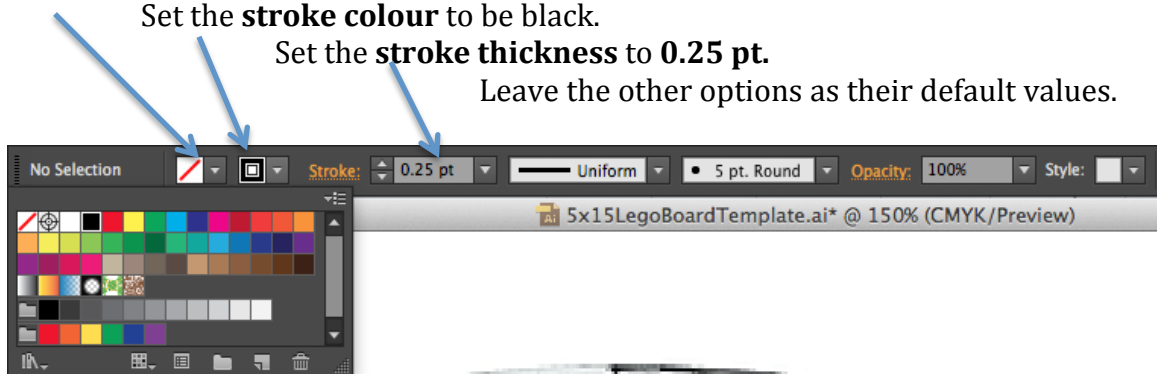 Set the stroke colour to be black.
Set the stroke thickness to 0.25 pt.
Leave the other options as their default values.
No Selection Stroke: 0.25 pt Uniform 5 pt. Round Opacity: 100% Style:
Ai 5x15LegoBoardTemplate.ai* @ 150% (CMYK/Preview)